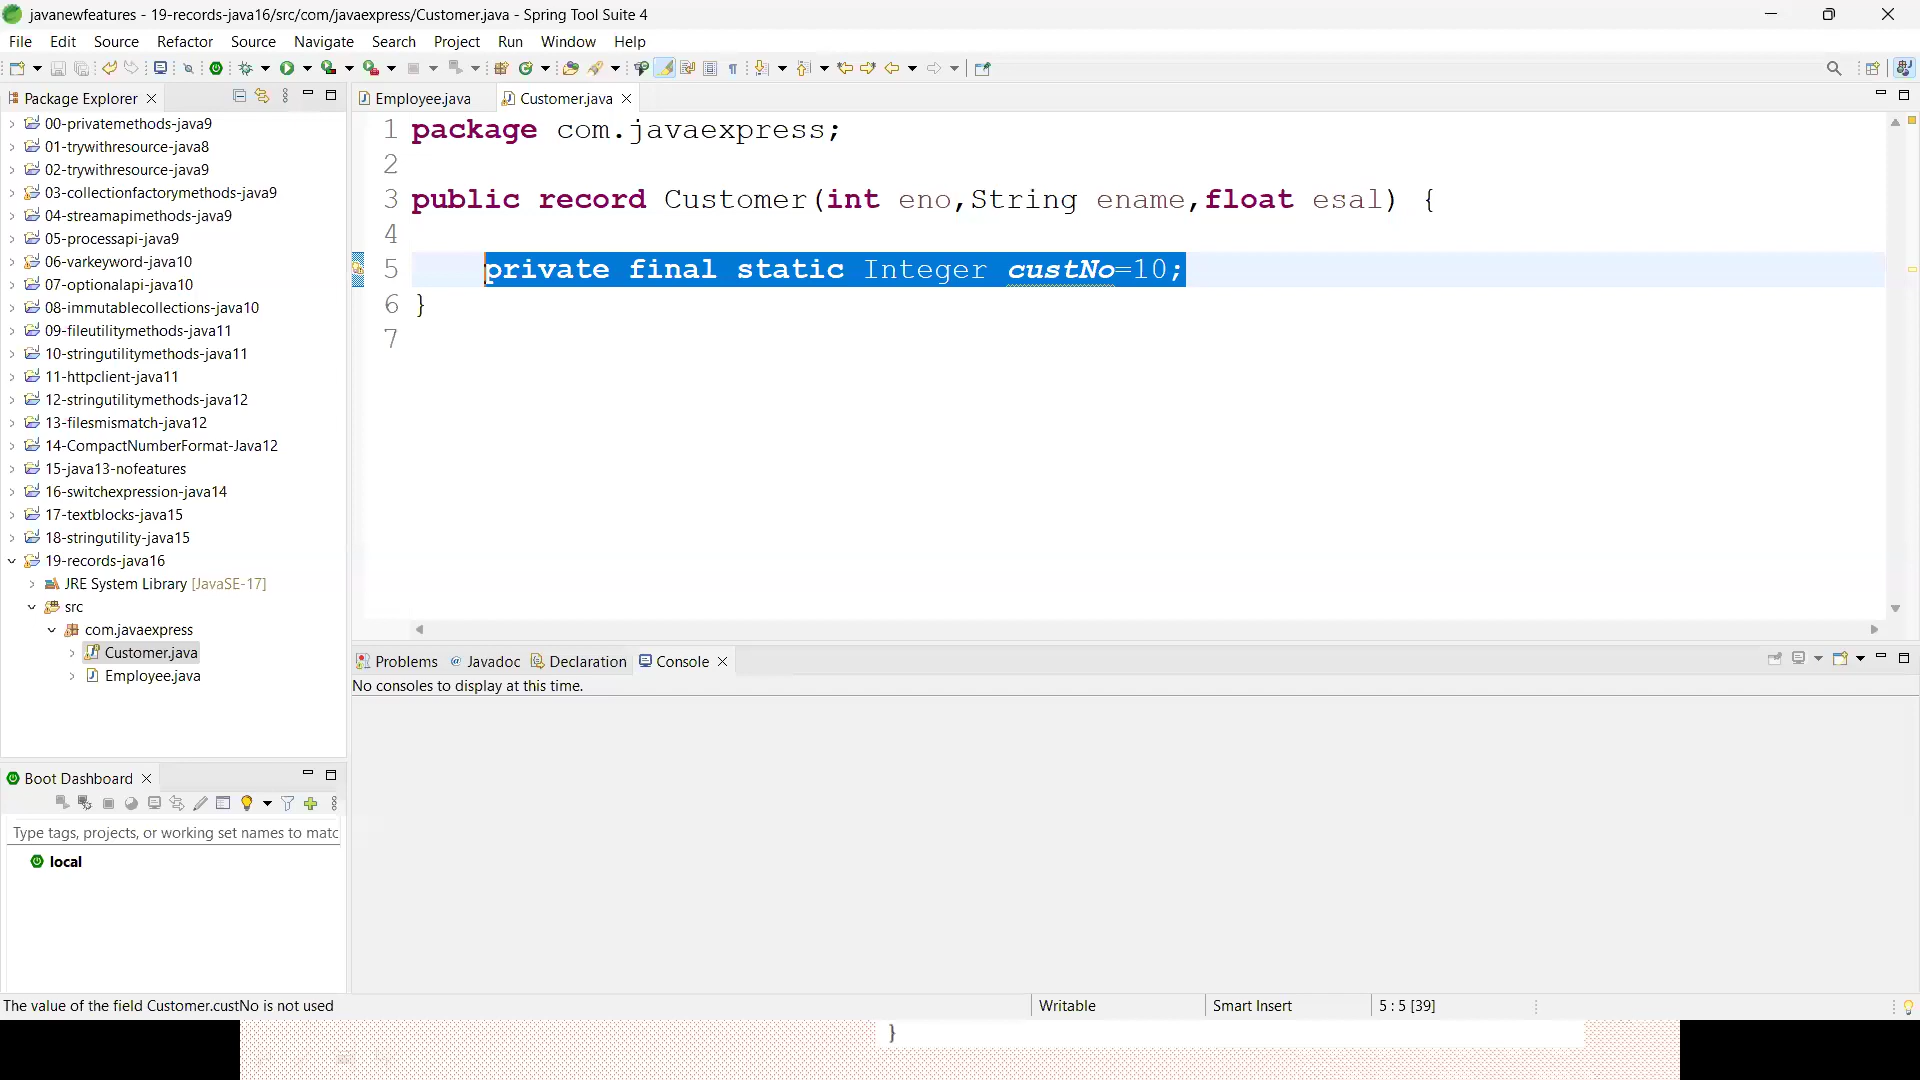 javanewfeatures - 19-records-java16/src/com/javaexpress/Customer.java - Spring Tool Suite 4
File Edit Source Refactor Source Navigate Search Project Run Window Help
Package Explorer
00-privatemethods-java9
01-trywithresource-java8
02-trywithresource-java9
03-collectionfactorymethods-java9
04-streamapimethods-java9
05-processapi-java9
06-varkeyword-java10
07-optionalapi-java10
08-immutablecollections-java10
09-fileutilitymethods-java11
10-stringutilitymethods-java11
11-httpclient-java11
12-stringutilitymethods-java12
13-filesmismatch-java12
14-CompactNumberFormat-Java12
15-java13-nofeatures
16-switchexpression-java14
17-textblocks-java15
18-stringutility-java15
19-records-java16
JRE System Library [JavaSE-17]
src
com.javaexpress
Customer.java
Employee.java
Employee.java Customer.java
1 package com.javaexpress;
2
3 public record Customer(int eno,String ename,float esal) {
4
5 private final static Integer custNo=10;
6 }
7
Problems Javadoc Declaration Console
No consoles to display at this time.
Boot Dashboard
Type tags, projects, or working set names to matc
local
The value of the field Customer.custNo is not used Writable Smart Insert 5 : 5 [39]
}